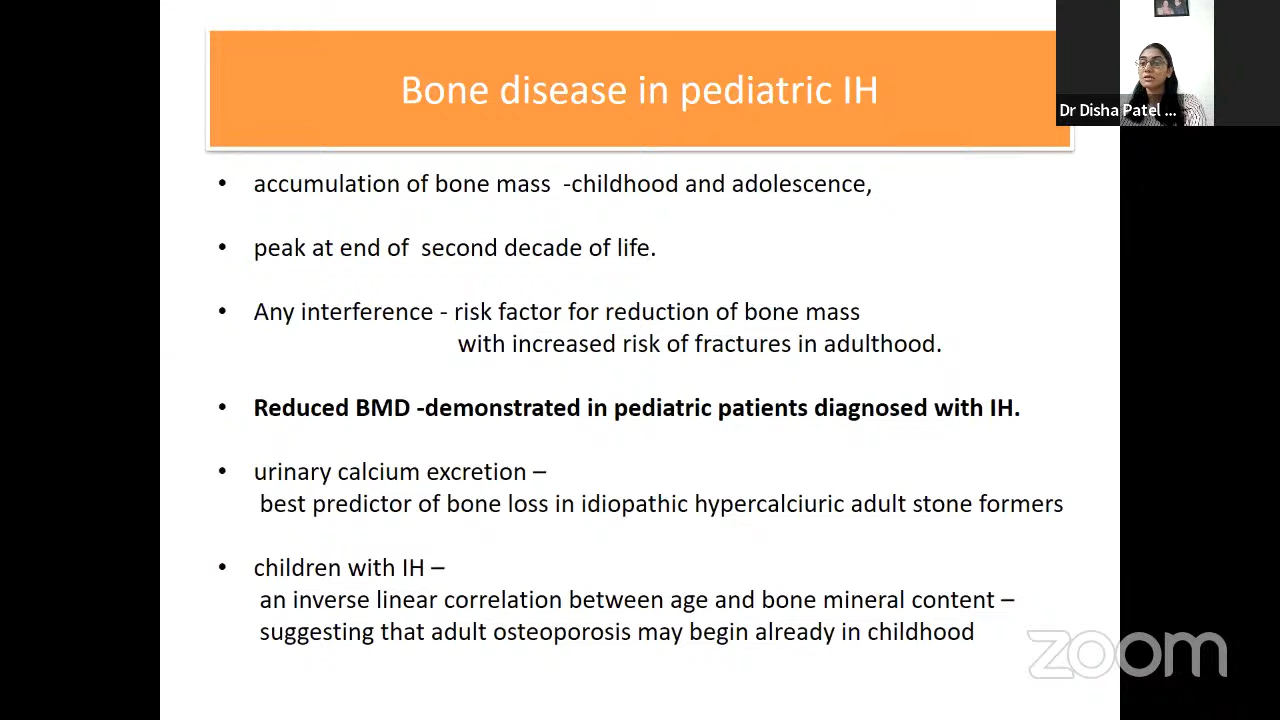 Bone disease in pediatric IH
Dr Disha Patel ...
• accumulation of bone mass -childhood and adolescence,
• peak at end of second decade of life.
• Any interference - risk factor for reduction of bone mass
with increased risk of fractures in adulthood.
• Reduced BMD -demonstrated in pediatric patients diagnosed with IH.
• urinary calcium excretion –
best predictor of bone loss in idiopathic hypercalciuric adult stone formers
• children with IH –
an inverse linear correlation between age and bone mineral content –
suggesting that adult osteoporosis may begin already in childhood
zoom